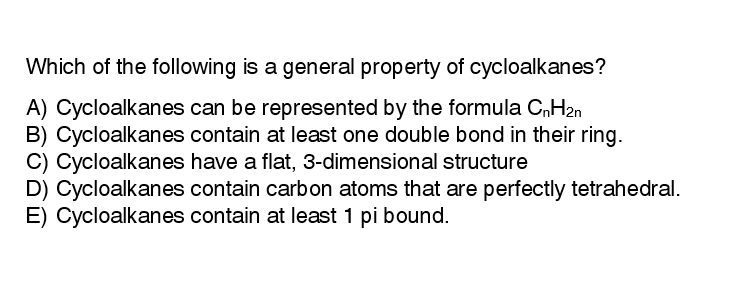 Which of the following is a general property of cycloalkanes?
A) Cycloalkanes can be represented by the formula CₙH₂ₙ
B) Cycloalkanes contain at least one double bond in their ring.
C) Cycloalkanes have a flat, 3-dimensional structure
D) Cycloalkanes contain carbon atoms that are perfectly tetrahedral.
E) Cycloalkanes contain at least 1 pi bound.